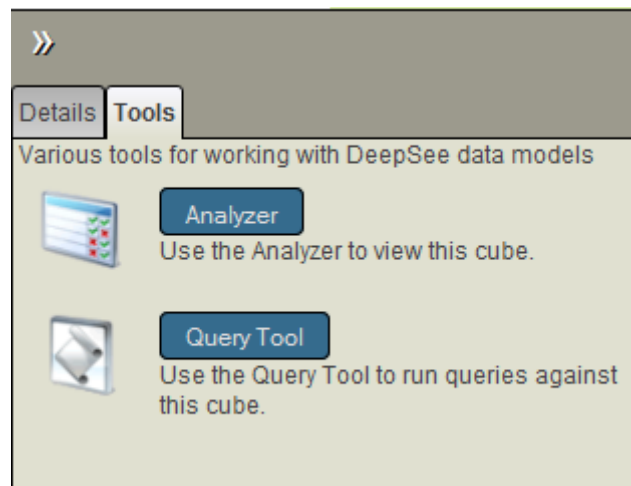 »
Details Tools
Various tools for working with DeepSee data models
Analyzer
Use the Analyzer to view this cube.
Query Tool
Use the Query Tool to run queries against
this cube.